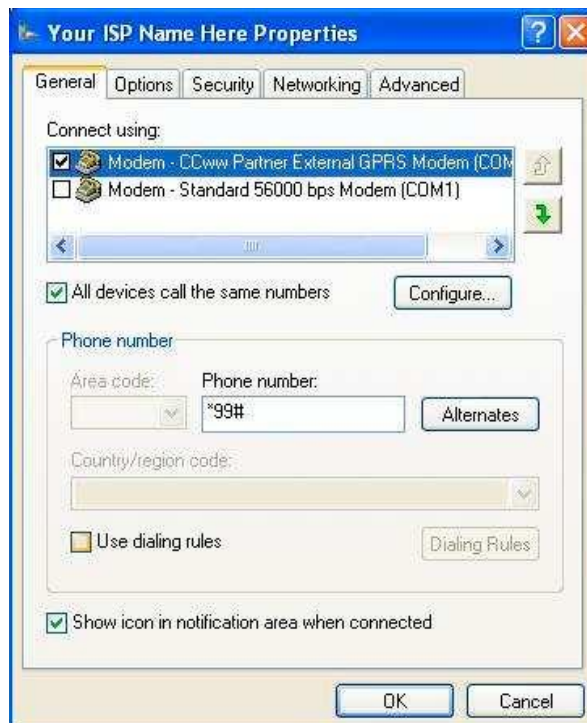 Your ISP Name Here Properties
General Options Security Networking Advanced
Connect using:
Modem - CCww Partner External GPRS Modem (COM
Modem - Standard 56000 bps Modem (COM1)
All devices call the same numbers Configure...
Phone number
Area code: Phone number:
*99# Alternates
Country/region code:
Use dialing rules Dialing Rules
Show icon in notification area when connected
OK Cancel